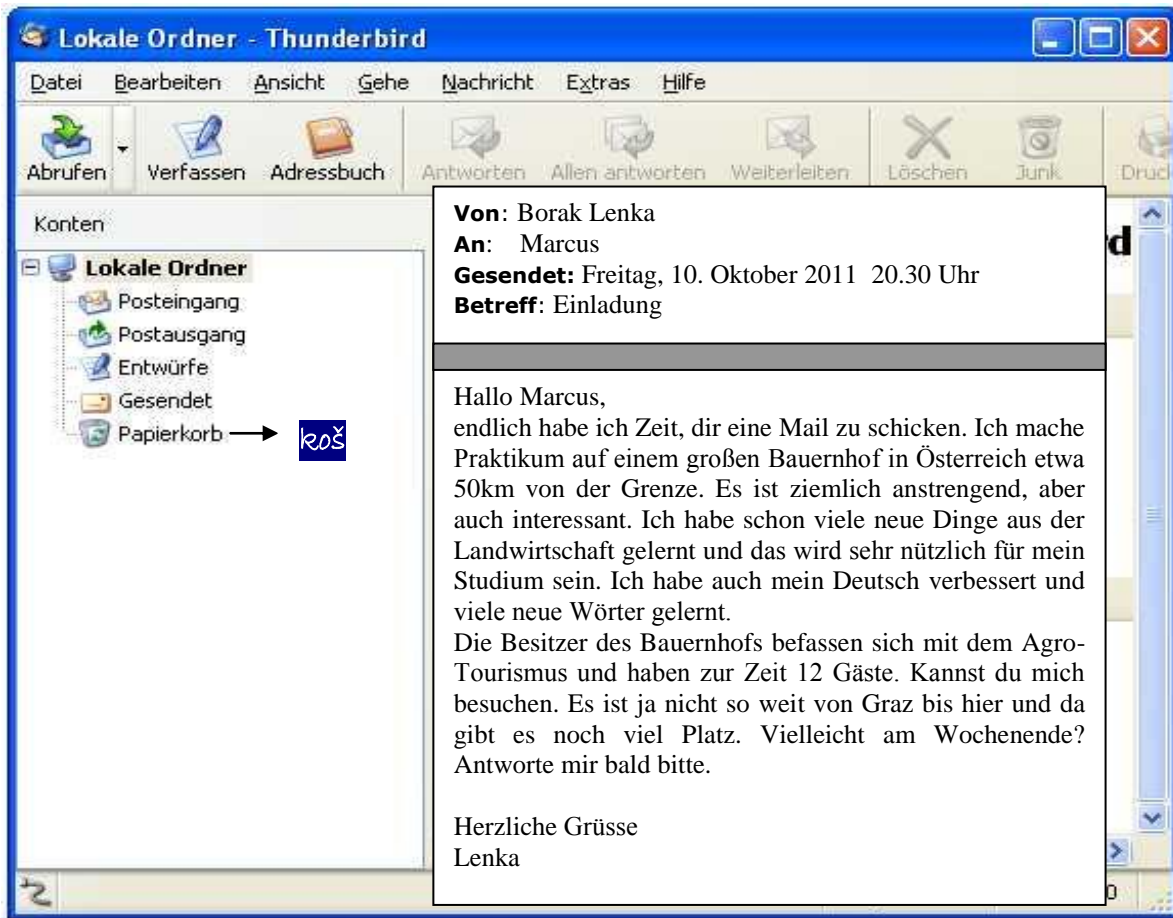 Lokale Ordner - Thunderbird
Datei Bearbeiten Ansicht Gehe Nachricht Extras Hilfe
Abrufen Verfassen Adressbuch Antworten Allen antworten Weiterleiten Löschen Junk Druck
Konten
Lokale Ordner
Posteingang
Postausgang
Entwürfe
Gesendet
Papierkorb
koš
Von: Borak Lenka
An: Marcus
Gesendet: Freitag, 10. Oktober 2011 20.30 Uhr
Betreff: Einladung
Hallo Marcus,
endlich habe ich Zeit, dir eine Mail zu schicken. Ich mache
Praktikum auf einem großen Bauernhof in Österreich etwa
50km von der Grenze. Es ist ziemlich anstrengend, aber
auch interessant. Ich habe schon viele neue Dinge aus der
Landwirtschaft gelernt und das wird sehr nützlich für mein
Studium sein. Ich habe auch mein Deutsch verbessert und
viele neue Wörter gelernt.
Die Besitzer des Bauernhofs befassen sich mit dem Agro-
Tourismus und haben zur Zeit 12 Gäste. Kannst du mich
besuchen. Es ist ja nicht so weit von Graz bis hier und da
gibt es noch viel Platz. Vielleicht am Wochenende?
Antworte mir bald bitte.
Herzliche Grüsse
Lenka